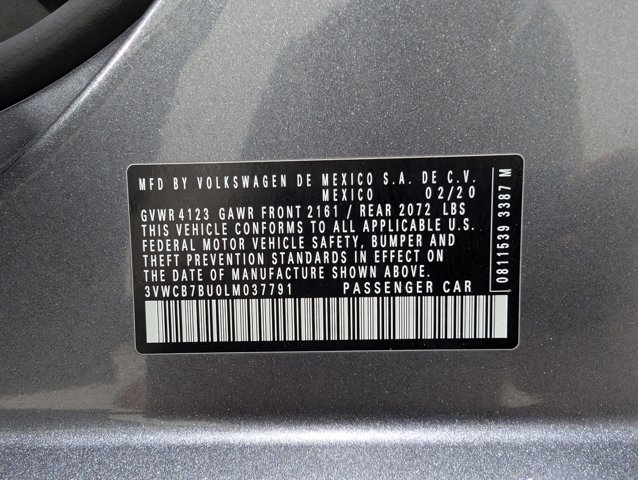 MFD BY VOLKSWAGEN DE MEXICO S.A. DE C.V.
MEXICO 02/20
GVWR 4123 GAWR FRONT 2161 / REAR 2072 LBS
THIS VEHICLE CONFORMS TO ALL APPLICABLE U.S.
FEDERAL MOTOR VEHICLE SAFETY, BUMPER AND
THEFT PREVENTION STANDARDS IN EFFECT ON
THE DATE OF MANUFACTURE SHOWN ABOVE.
3VWCB7BU0LM037791 PASSENGER CAR
0811539 3387 M